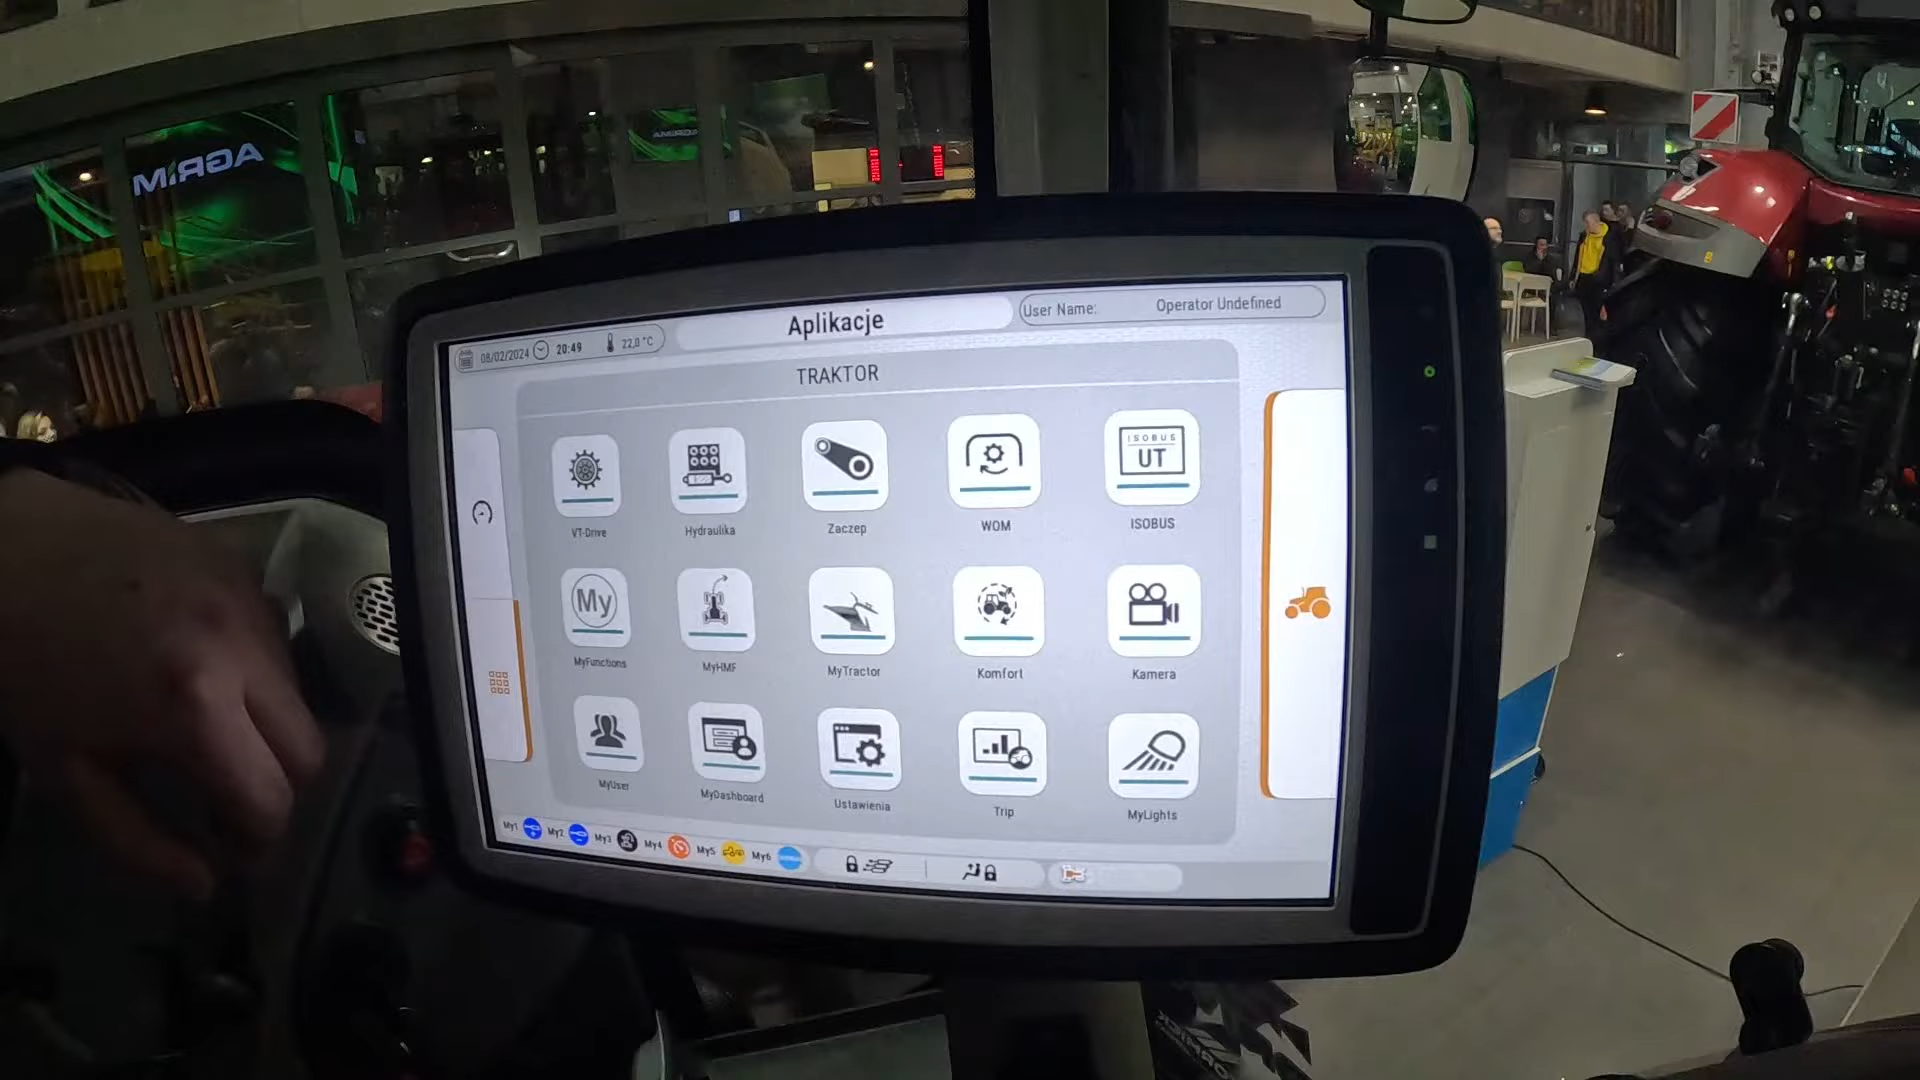 AGRIM
Aplikacje
User Name: Operator Undefined
08/02/2024 20:49 22,0 °C
TRAKTOR
ISOBUS
UT
VT-Drive Hydraulika Zaczep WOM ISOBUS
My
MyFunctions MyHMF MyTractor Komfort Kamera
MyUser MyDashboard Ustawienia Trip MyLights
My1 My2 My3 My4 My5 My6